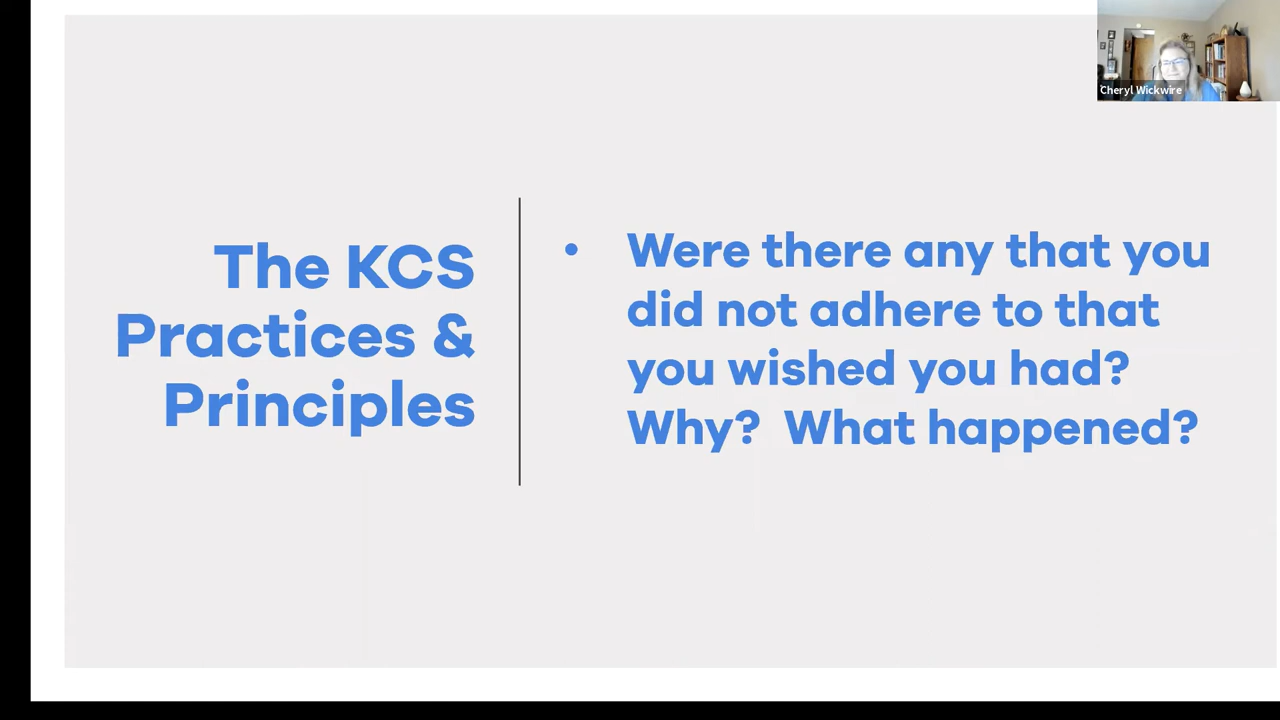 Cheryl Wickwire
The KCS
Practices &
Principles
• Were there any that you
did not adhere to that
you wished you had?
Why?  What happened?